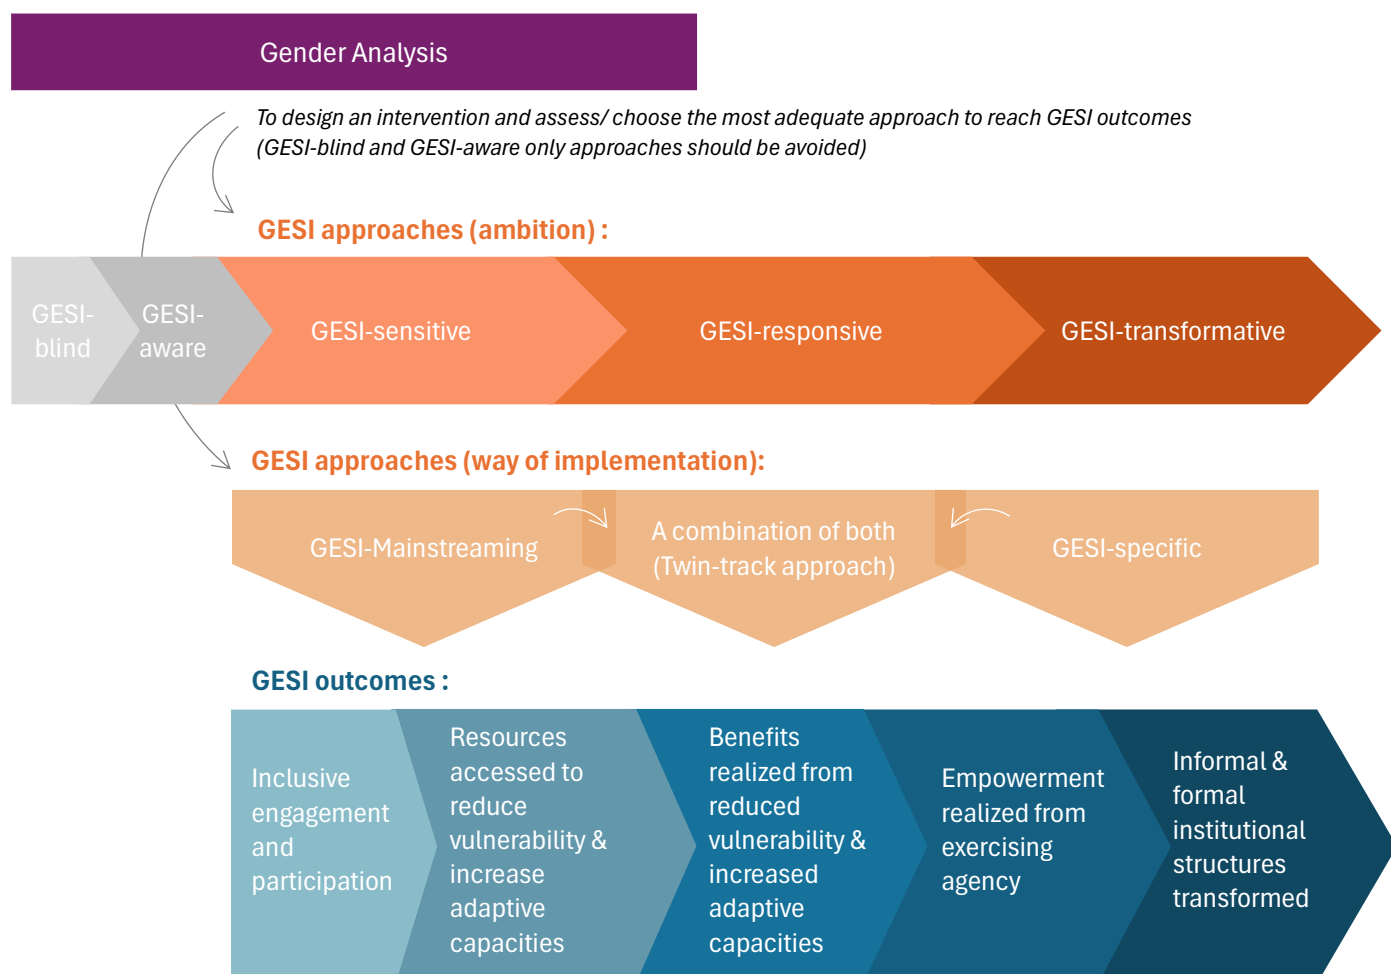 Gender Analysis
To design an intervention and assess/ choose the most adequate approach to reach GESI outcomes
(GESI-blind and GESI-aware only approaches should be avoided)
GESI approaches (ambition) :
GESI-
blind
GESI-
aware
GESI-sensitive
GESI-responsive
GESI-transformative
GESI approaches (way of implementation):
GESI-Mainstreaming
A combination of both
(Twin-track approach)
GESI-specific
GESI outcomes :
Inclusive
engagement
and
participation
Resources
accessed to
reduce
vulnerability &
increase
adaptive
capacities
Benefits
realized from
reduced
vulnerability &
increased
adaptive
capacities
Empowerment
realized from
exercising
agency
Informal &
formal
institutional
structures
transformed